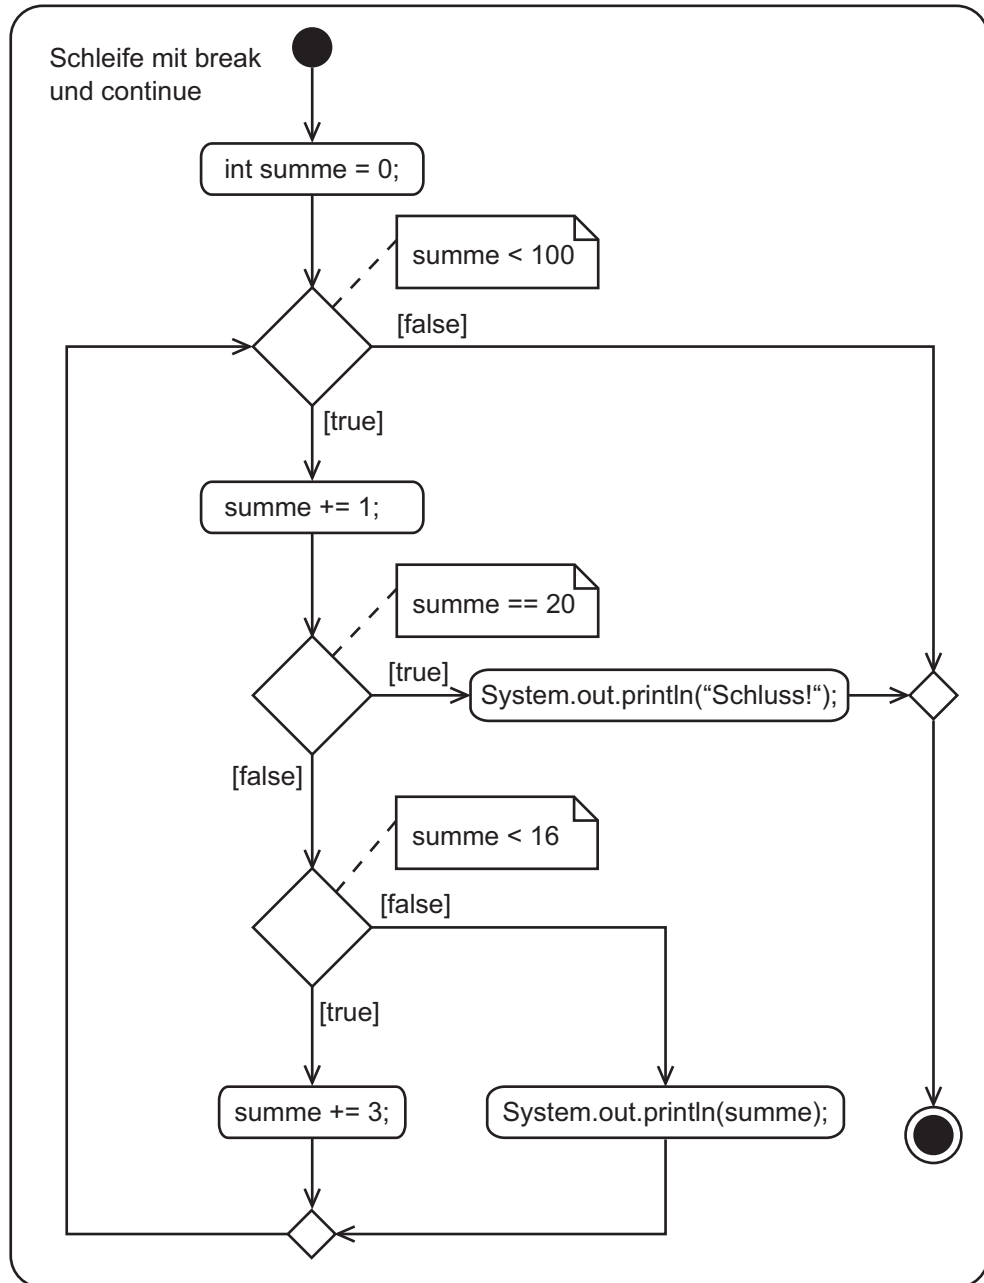 Schleife mit break
und continue
int summe = 0;
summe < 100
[false]
[true]
summe += 1;
summe == 20
[true]
System.out.println(“Schluss!“);
[false]
summe < 16
[false]
[true]
summe += 3;
System.out.println(summe);